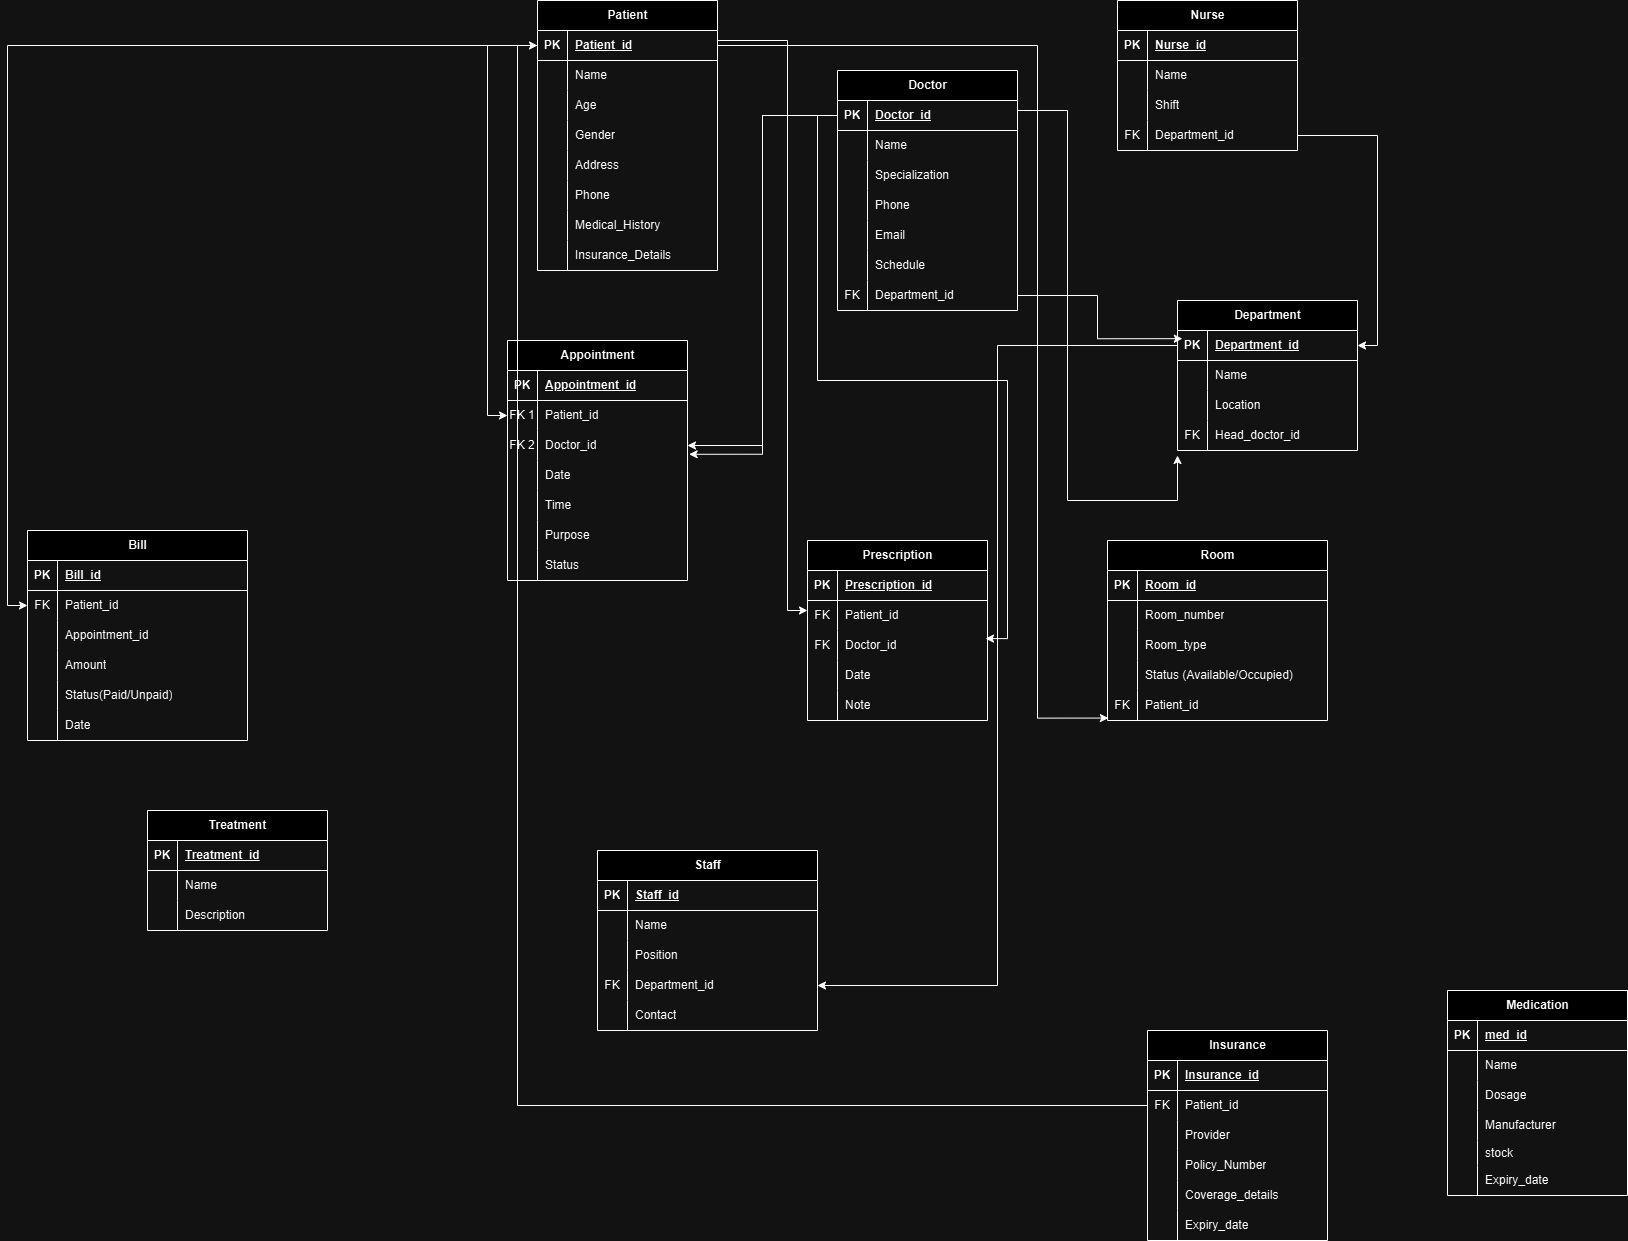 Patient
PK Patient_id
Name
Age
Gender
Address
Phone
Medical_History
Insurance_Details
Doctor
PK Doctor_id
Name
Specialization
Phone
Email
Schedule
FK Department_id
Nurse
PK Nurse_id
Name
Shift
FK Department_id
Department
PK Department_id
Name
Location
FK Head_doctor_id
Appointment
PK Appointment_id
FK 1 Patient_id
FK 2 Doctor_id
Date
Time
Purpose
Status
Bill
PK Bill_id
FK Patient_id
Appointment_id
Amount
Status(Paid/Unpaid)
Date
Prescription
PK Prescription_id
FK Patient_id
FK Doctor_id
Date
Note
Room
PK Room_id
Room_number
Room_type
Status (Available/Occupied)
FK Patient_id
Treatment
PK Treatment_id
Name
Description
Staff
PK Staff_id
Name
Position
FK Department_id
Contact
Insurance
PK Insurance_id
FK Patient_id
Provider
Policy_Number
Coverage_details
Expiry_date
Medication
PK med_id
Name
Dosage
Manufacturer
stock
Expiry_date